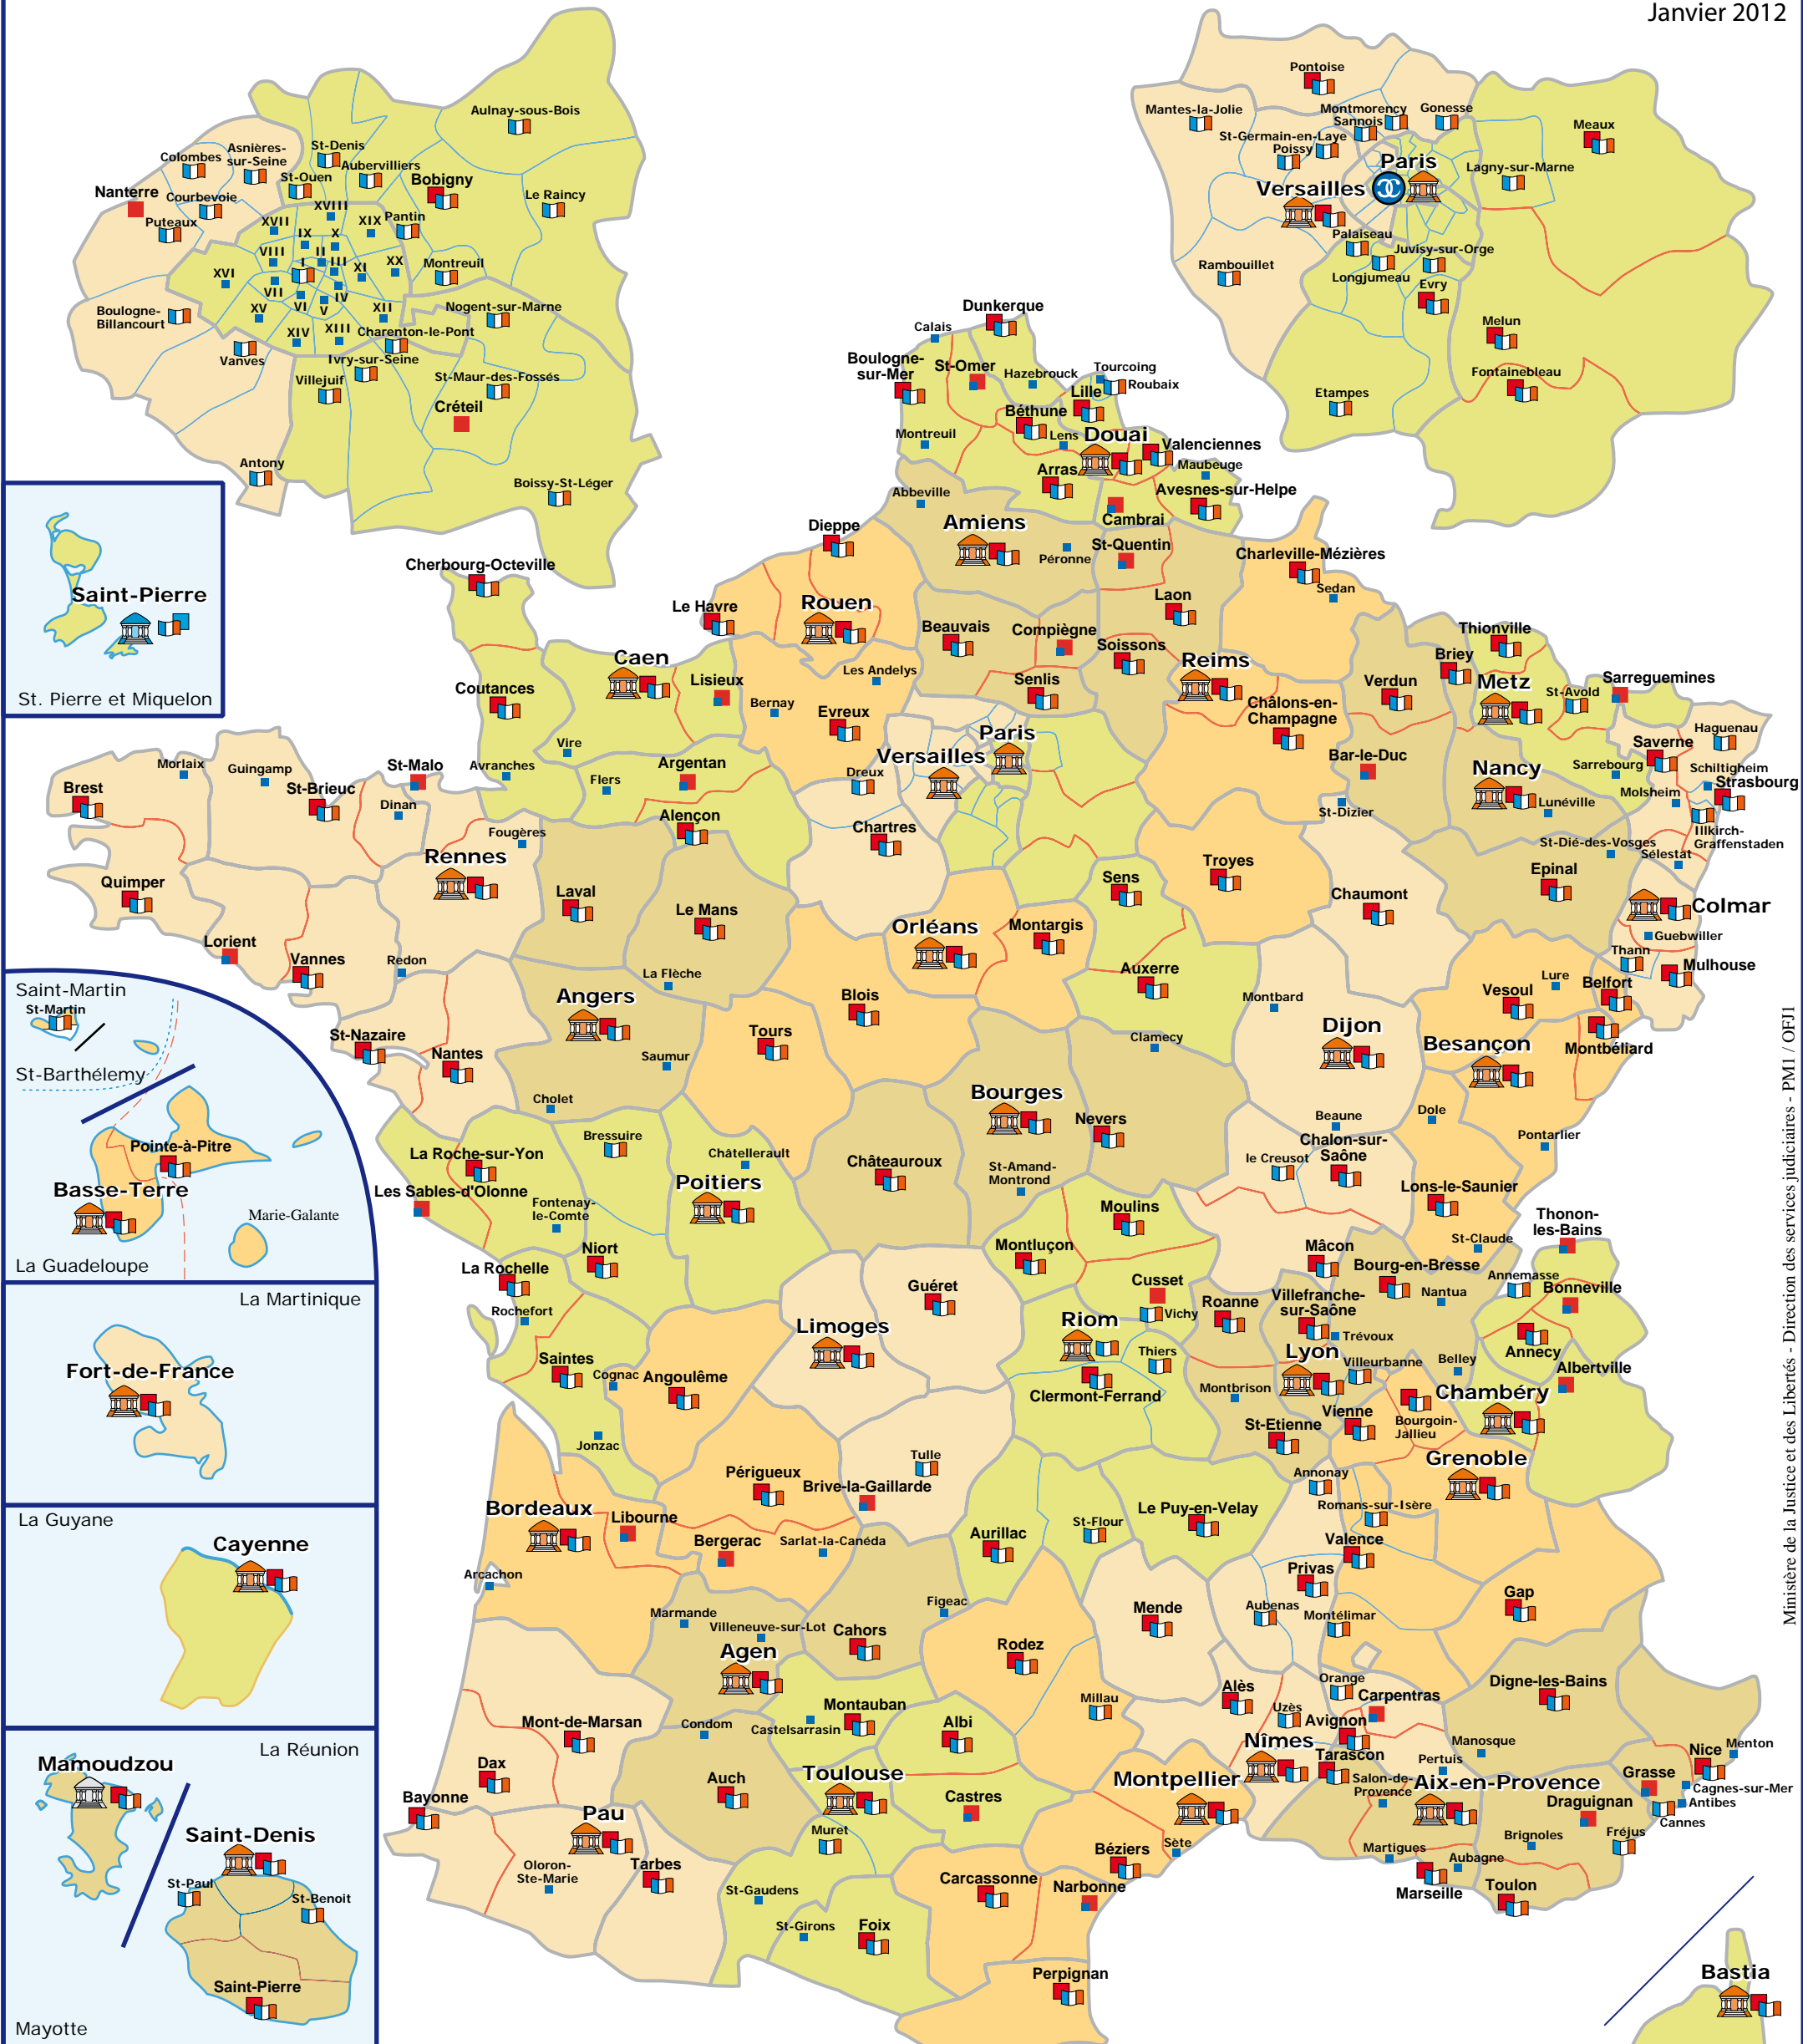 Janvier 2012
Aulnay-sous-Bois
Asnières-
sur-Seine
St-Denis
Colombes
Aubervilliers
St-Ouen
Bobigny
Nanterre
Courbevoie
Le Raincy
Puteaux
XVIII
XVII
XIX
Pantin
IX
X
VIII
II
III
I
XI
XX
Montreuil
XVI
VII
VI
V
IV
XV
XII
Nogent-sur-Marne
Boulogne-
Billancourt
XIV
XIII
Charenton-le-Pont
Vanves
Ivry-sur-Seine
Villejuif
St-Maur-des-Fossés
Créteil
Antony
Boissy-St-Léger
Pontoise
Mantes-la-Jolie
Montmorency
Gonesse
Sannois
St-Germain-en-Laye
Poissy
Meaux
Paris
Lagny-sur-Marne
Versailles
Palaiseau
Juvisy-sur-Orge
Rambouillet
Longjumeau
Evry
Melun
Fontainebleau
Etampes
Saint-Pierre
St. Pierre et Miquelon
Dunkerque
Calais
Boulogne-
sur-Mer
St-Omer
Hazebrouck
Tourcoing
Roubaix
Lille
Béthune
Montreuil
Lens
Douai
Valenciennes
Maubeuge
Arras
Avesnes-sur-Helpe
Abbeville
Cambrai
Amiens
Dieppe
St-Quentin
Péronne
Charleville-Mézières
Sedan
Cherbourg-Octeville
Le Havre
Rouen
Laon
Beauvais
Compiègne
Soissons
Thionville
Caen
Les Andelys
Reims
Briey
Coutances
Lisieux
Senlis
Verdun
Metz
St-Avold
Sarreguemines
Bernay
Evreux
Châlons-en-
Champagne
Haguenau
Vire
Paris
Versailles
Saverne
Morlaix
Guingamp
St-Malo
Avranches
Flers
Argentan
Dreux
Bar-le-Duc
Nancy
Sarrebourg
Schiltigheim
Strasbourg
Brest
St-Brieuc
Dinan
Molsheim
Lunéville
St-Dizier
Alençon
Chartres
Fougères
Illkirch-
Graffenstaden
St-Dié-des-Vosges
Sélestat
Rennes
Troyes
Epinal
Quimper
Laval
Sens
Chaumont
Le Mans
Colmar
Lorient
Orléans
Montargis
Guebwiller
Vannes
Redon
Thann
Mulhouse
La Flèche
Auxerre
Lure
Belfort
Angers
Blois
Montbard
Vesoul
St-Nazaire
Tours
Dijon
Besançon
Montbéliard
Nantes
Saumur
Clamecy
Cholet
Bourges
Nevers
Beaune
Dole
Bressuire
Pontarlier
La Roche-sur-Yon
Châtellerault
Châteauroux
St-Amand-
Montrond
le Creusot
Chalon-sur-
Saône
Poitiers
Les Sables-d'Olonne
Fontenay-
le-Comte
Lons-le-Saunier
Moulins
Thonon-
les-Bains
St-Claude
Niort
Montluçon
Mâcon
La Rochelle
Bourg-en-Bresse
Annemasse
Bonneville
Guéret
Cusset
Vichy
Roanne
Villefranche-
sur-Saône
Nantua
Rochefort
Limoges
Riom
Trévoux
Annecy
Thiers
Lyon
Villeurbanne
Belley
Albertville
Saintes
Cognac
Angoulême
Clermont-Ferrand
Montbrison
Chambéry
Vienne
Bourgoin-
Jallieu
St-Etienne
Jonzac
Tulle
Grenoble
Périgueux
Annonay
Brive-la-Gaillarde
Romans-sur-Isère
Bordeaux
Libourne
Le Puy-en-Velay
St-Flour
Aurillac
Bergerac
Sarlat-la-Canéda
Valence
Arcachon
Privas
Figeac
Mende
Aubenas
Montélimar
Gap
Marmande
Villeneuve-sur-Lot
Cahors
Agen
Rodez
Orange
Digne-les-Bains
Alès
Carpentras
Millau
Uzès
Montauban
Avignon
Mont-de-Marsan
Condom
Castelsarrasin
Albi
Nîmes
Manosque
Menton
Nice
Dax
Tarascon
Pertuis
Auch
Toulouse
Montpellier
Salon-de-
Provence
Aix-en-Provence
Grasse
Cagnes-sur-Mer
Bayonne
Castres
Draguignan
Antibes
Cannes
Pau
Muret
Fréjus
Béziers
Sète
Brignoles
Martigues
Aubagne
Oloron-
Ste-Marie
Tarbes
Carcassonne
Narbonne
Marseille
Toulon
St-Gaudens
St-Girons
Foix
Perpignan
Bastia
Saint-Martin
St-Martin
St-Barthélemy
Pointe-à-Pitre
Basse-Terre
Marie-Galante
La Guadeloupe
La Martinique
Fort-de-France
La Guyane
Cayenne
La Réunion
Mamoudzou
Saint-Denis
St-Paul
St-Benoit
Saint-Pierre
Mayotte
Ministère de la Justice et des Libertés - Direction des services judiciaires - PM1 / OFJ1